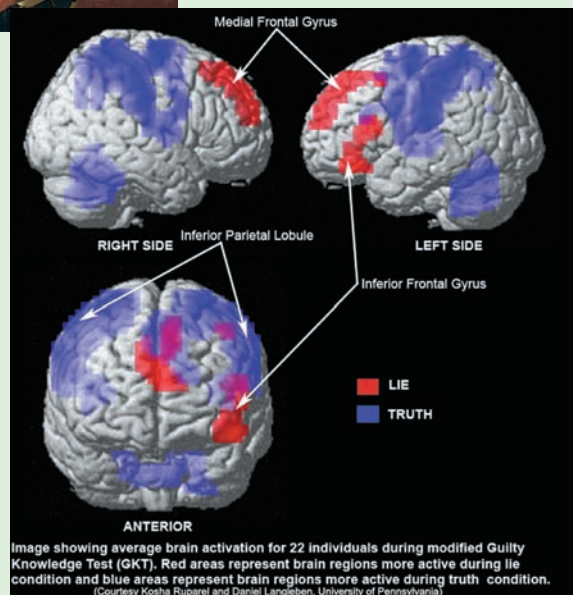 Medial Frontal Gyrus
RIGHT SIDE
LEFT SIDE
Inferior Parietal Lobule
Inferior Frontal Gyrus
LIE
TRUTH
ANTERIOR
Image showing average brain activation for 22 individuals during modified Guilty
Knowledge Test (GKT). Red areas represent brain regions more active during lie
condition and blue areas represent brain regions more active during truth condition.
(Courtesy Kosha Ruparel and Daniel Langleben, University of Pennsylvania)